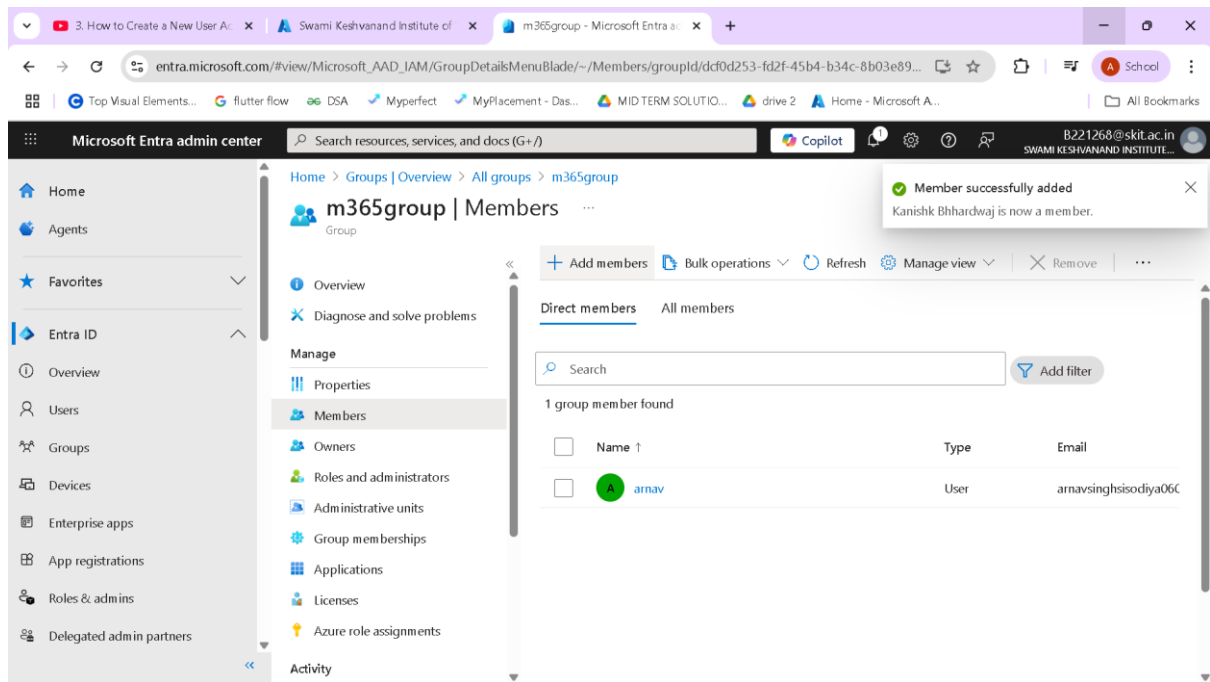 3. How to Create a New User Ac
Swami Keshvanand Institute of
m365group - Microsoft Entra ad
entra.microsoft.com/#view/Microsoft_AAD_IAM/GroupDetailsMenuBlade/~/Members/groupId/dcf0d253-fd2f-45b4-b34c-8b03e89...
A School
Top Visual Elements... flutter flow DSA Myperfect MyPlacement - Das... MID TERM SOLUTIO... drive 2 Home - Microsoft A... All Bookmarks
Microsoft Entra admin center
Search resources, services, and docs (G+/)
Copilot
1
B221268@skit.ac.in
SWAMI KESHVANAND INSTITUTE...
Home
Agents
Favorites
Entra ID
Overview
Users
Groups
Devices
Enterprise apps
App registrations
Roles & admins
Delegated admin partners
Home > Groups | Overview > All groups > m365group
m365group | Members ...
Group
Member successfully added
Kanishk Bhhardwaj is now a member.
Overview
Diagnose and solve problems
Manage
Properties
Members
Owners
Roles and administrators
Administrative units
Group memberships
Applications
Licenses
Azure role assignments
Activity
Add members Bulk operations Refresh Manage view Remove ...
Direct members All members
Search
Add filter
1 group member found
Name ↑ Type Email
A arnav User arnavsinghsisodiya060